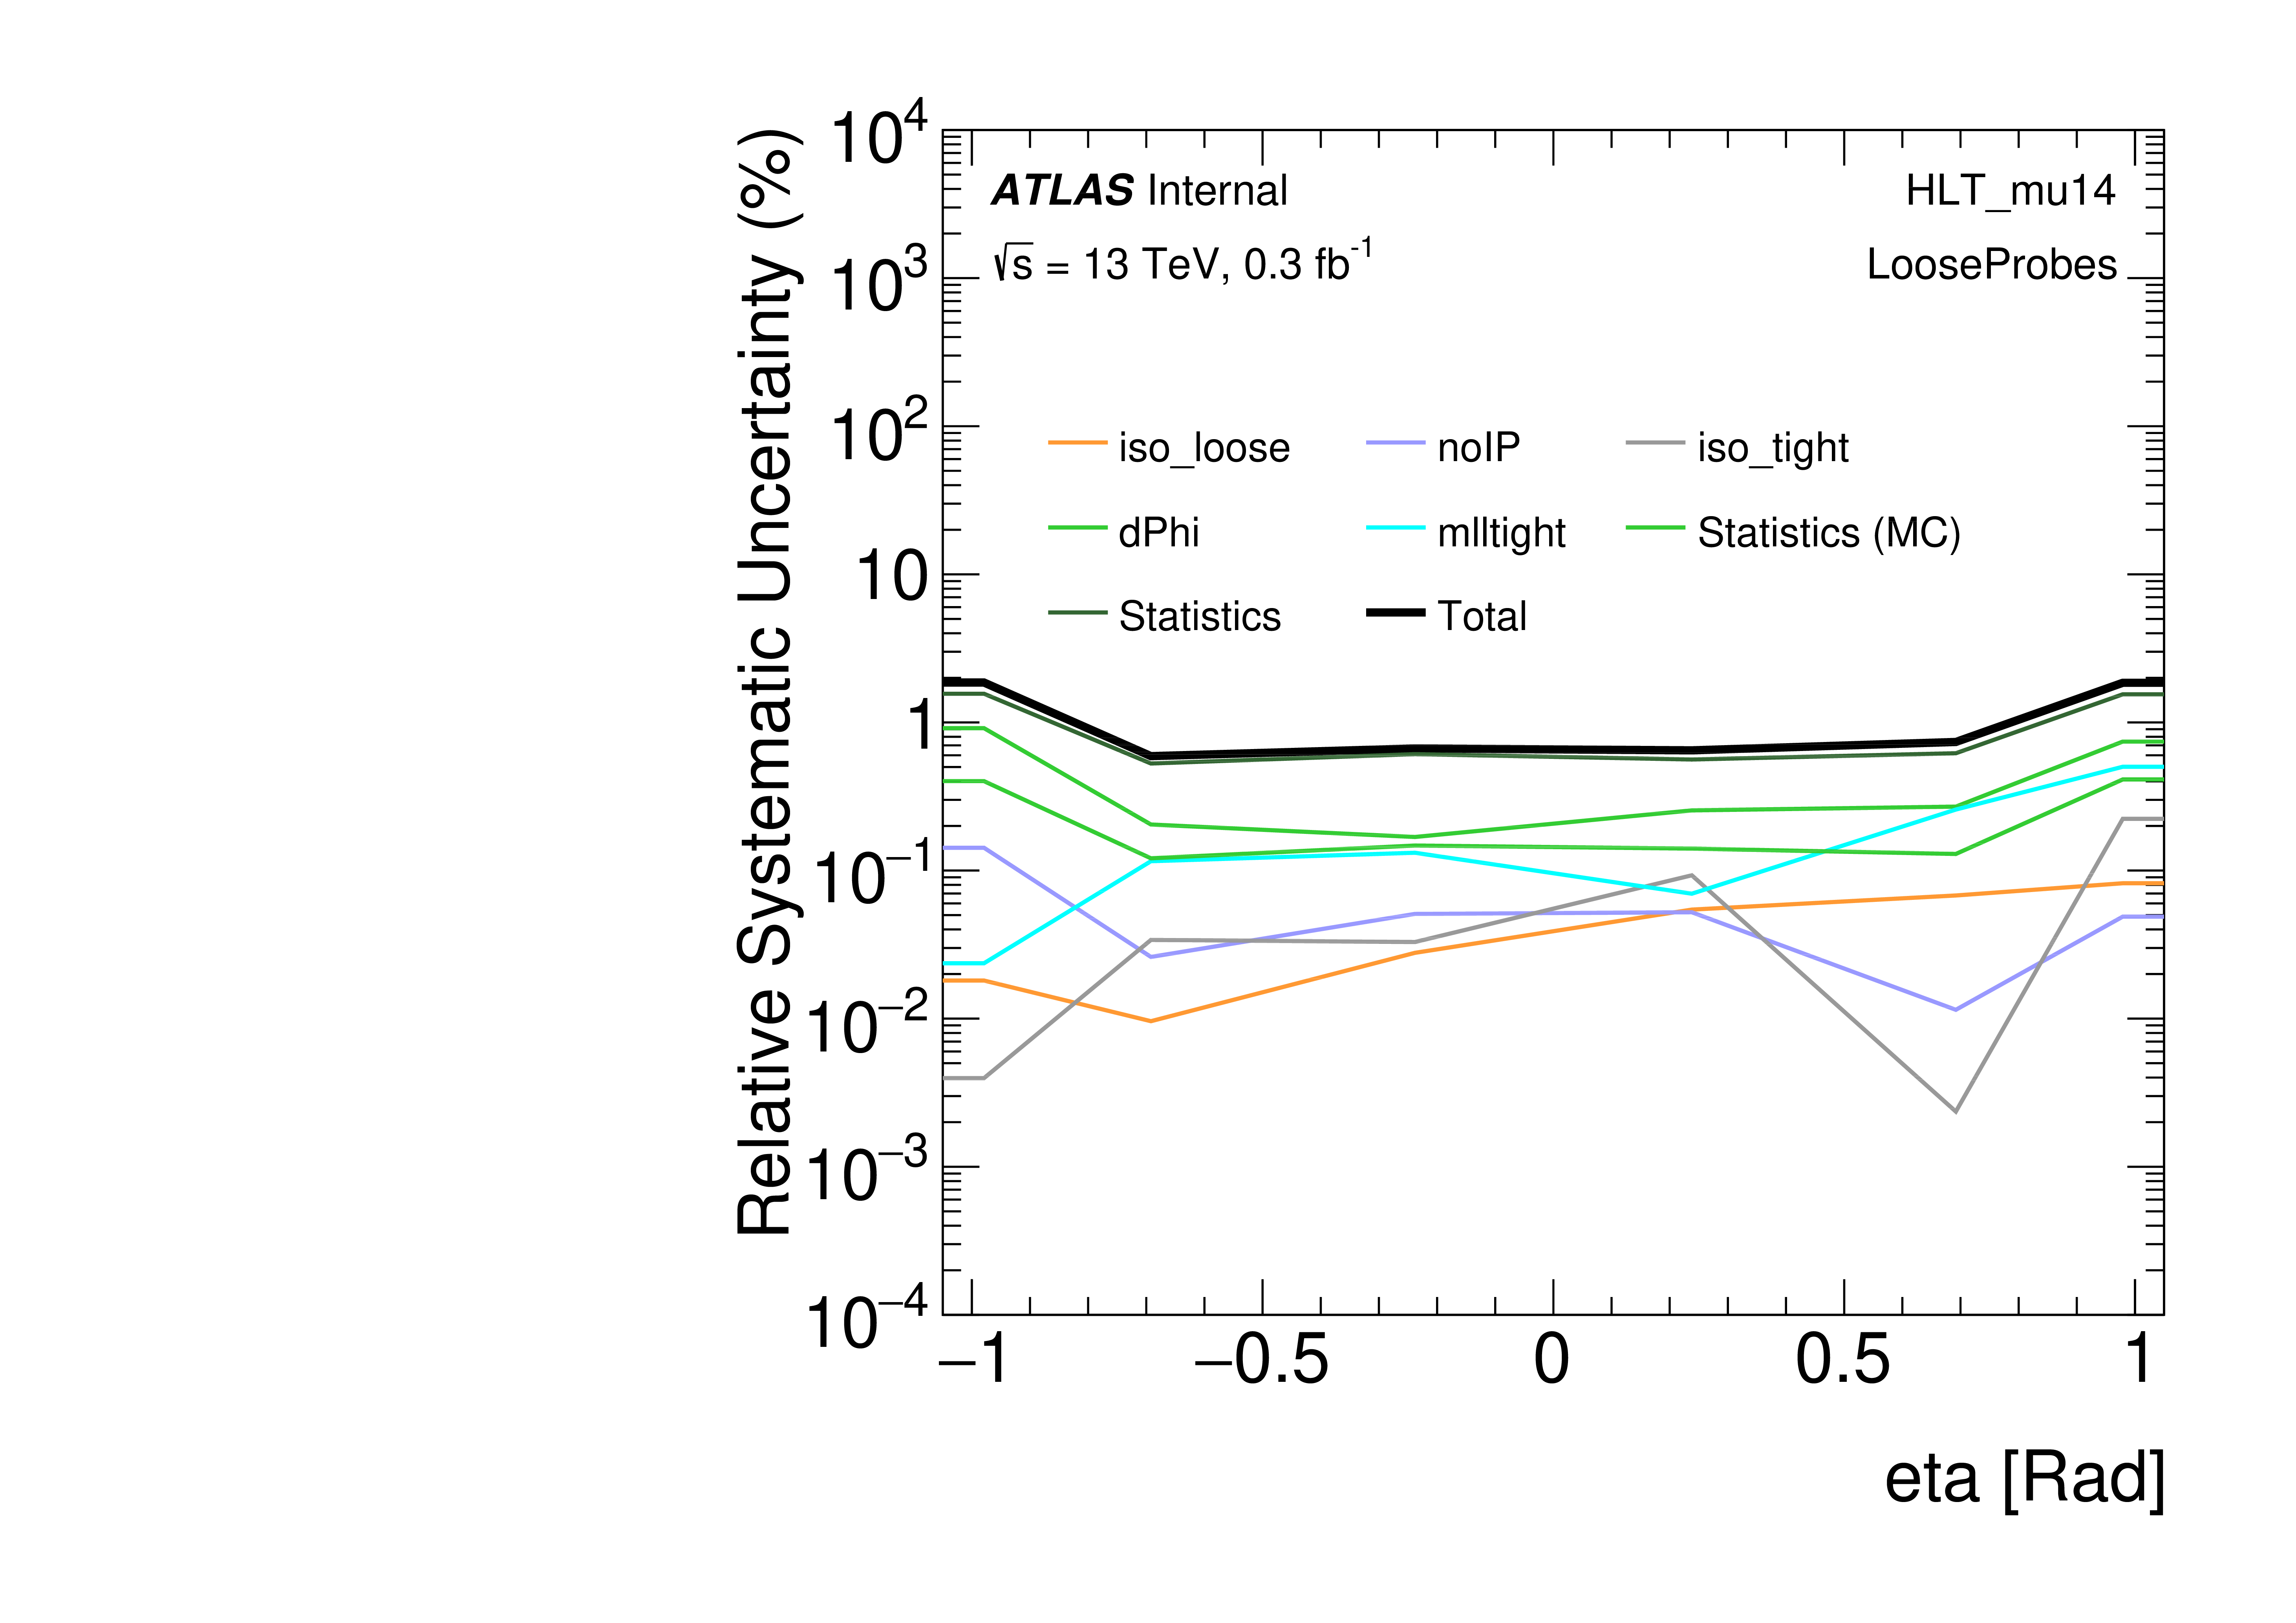 Relative Systematic Uncertainty (%)
10⁴
10³
10²
10
1
10⁻¹
10⁻²
10⁻³
10⁻⁴
ATLAS Internal
√s = 13 TeV, 0.3 fb⁻¹
HLT_mu14
LooseProbes
iso_loose noIP iso_tight
dPhi mlltight Statistics (MC)
Statistics Total
−1 −0.5 0 0.5 1
eta [Rad]